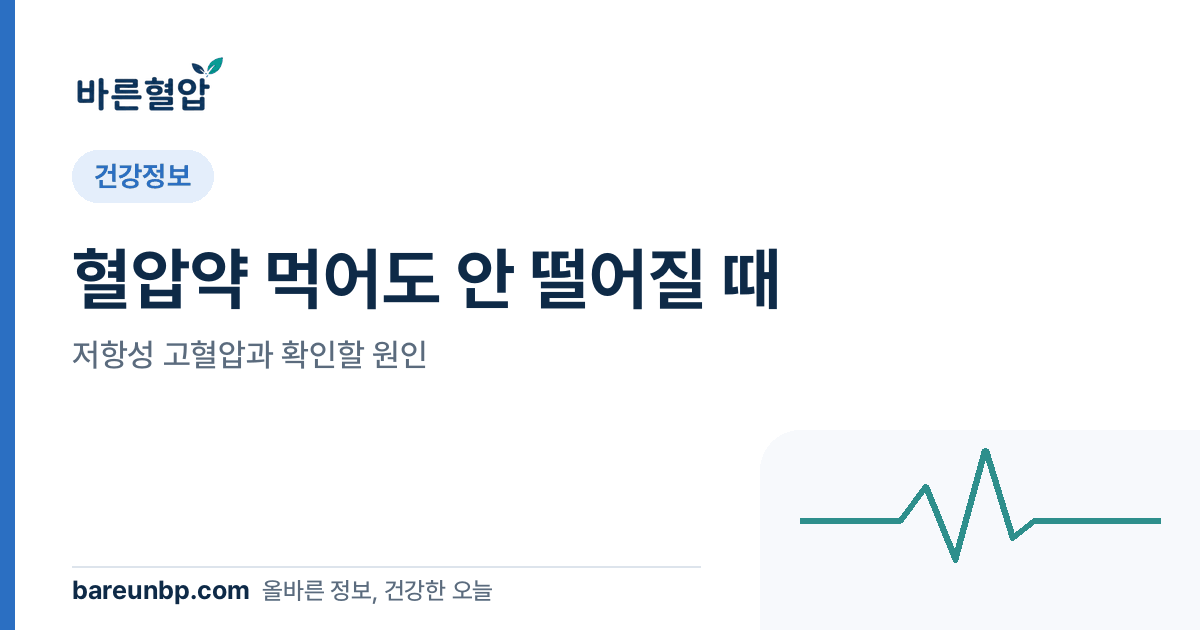 바른혈압
건강정보
혈압약 먹어도 안 떨어질 때
저항성 고혈압과 확인할 원인
bareunbp.com 올바른 정보, 건강한 오늘